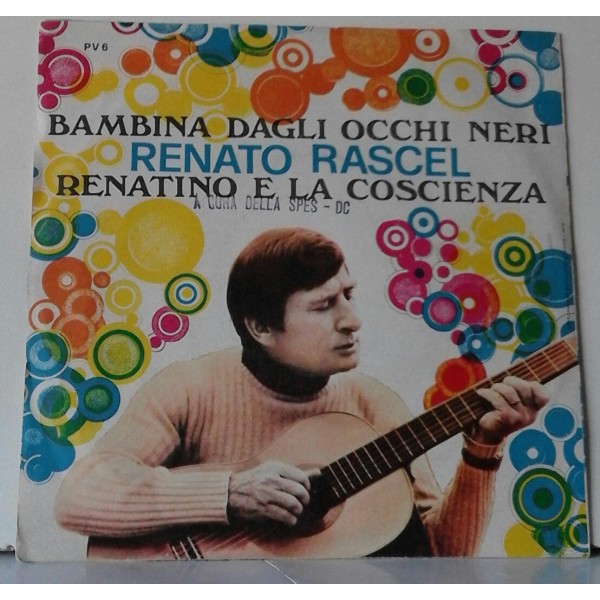 PV 6
BAMBINA DAGLI OCCHI NERI
RENATO RASCEL
RENATINO E LA COSCIENZA
A CURA DELLA SPES - DC